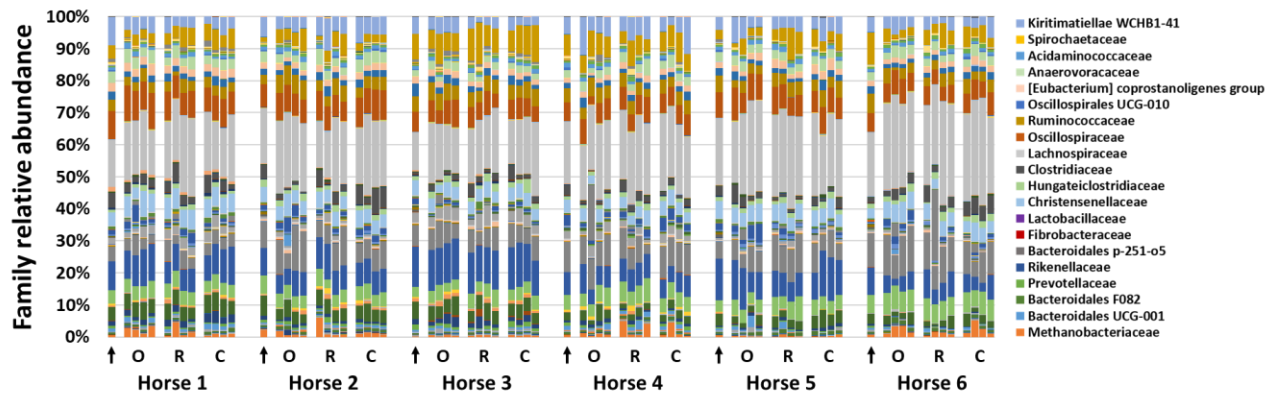 Family relative abundance
100%
90%
80%
70%
60%
50%
40%
30%
20%
10%
0%
O R C O R C O R C O R C O R C O R C
Horse 1 Horse 2 Horse 3 Horse 4 Horse 5 Horse 6
Kiritimatiellae WCHB1-41
Spirochaetaceae
Acidaminococcaceae
Anaerovoracaceae
[Eubacterium] coprostanoligenes group
Oscillospirales UCG-010
Ruminococcaceae
Oscillospiraceae
Lachnospiraceae
Clostridiaceae
Hungateiclostridiaceae
Christensenellaceae
Lactobacillaceae
Fibrobacteraceae
Bacteroidales p-251-o5
Rikenellaceae
Prevotellaceae
Bacteroidales F082
Bacteroidales UCG-001
Methanobacteriaceae